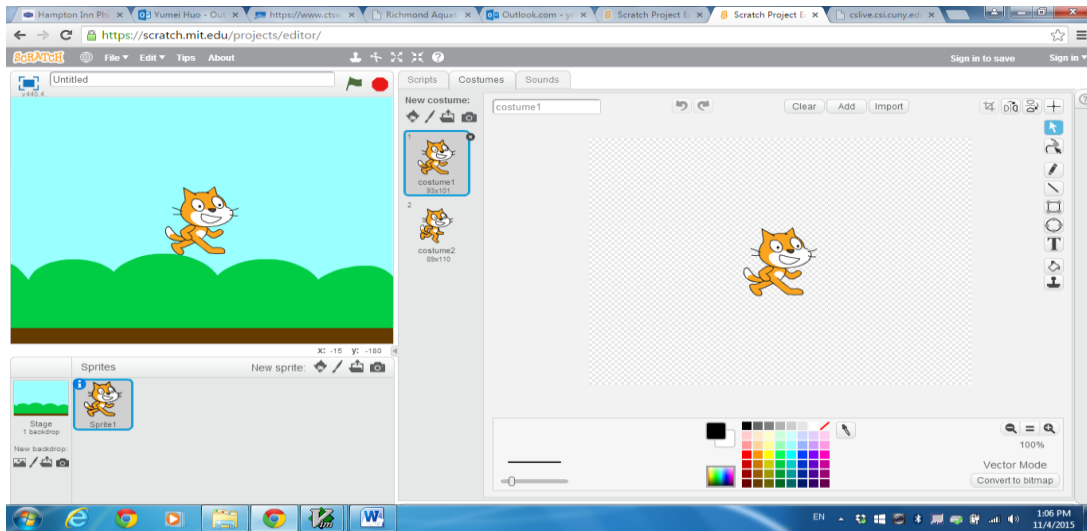 Hampton Inn Phi
Yumei Huo - Out
https://www.cts
Richmond Aquat
Outlook.com - y
Scratch Project E
Scratch Project E
cslive.csi.cuny.ed
https://scratch.mit.edu/projects/editor/
SCRATCH File Edit Tips About Sign in to save Sign in
Untitled
v440.4
Scripts Costumes Sounds
New costume:
costume1 Clear Add Import
1
costume1
93x101
2
costume2
89x110
T
x: -15 y: -180
Sprites New sprite:
Sprite1
Stage
1 backdrop
New backdrop:
100%
Vector Mode
Convert to bitmap
EN
1:06 PM
11/4/2015